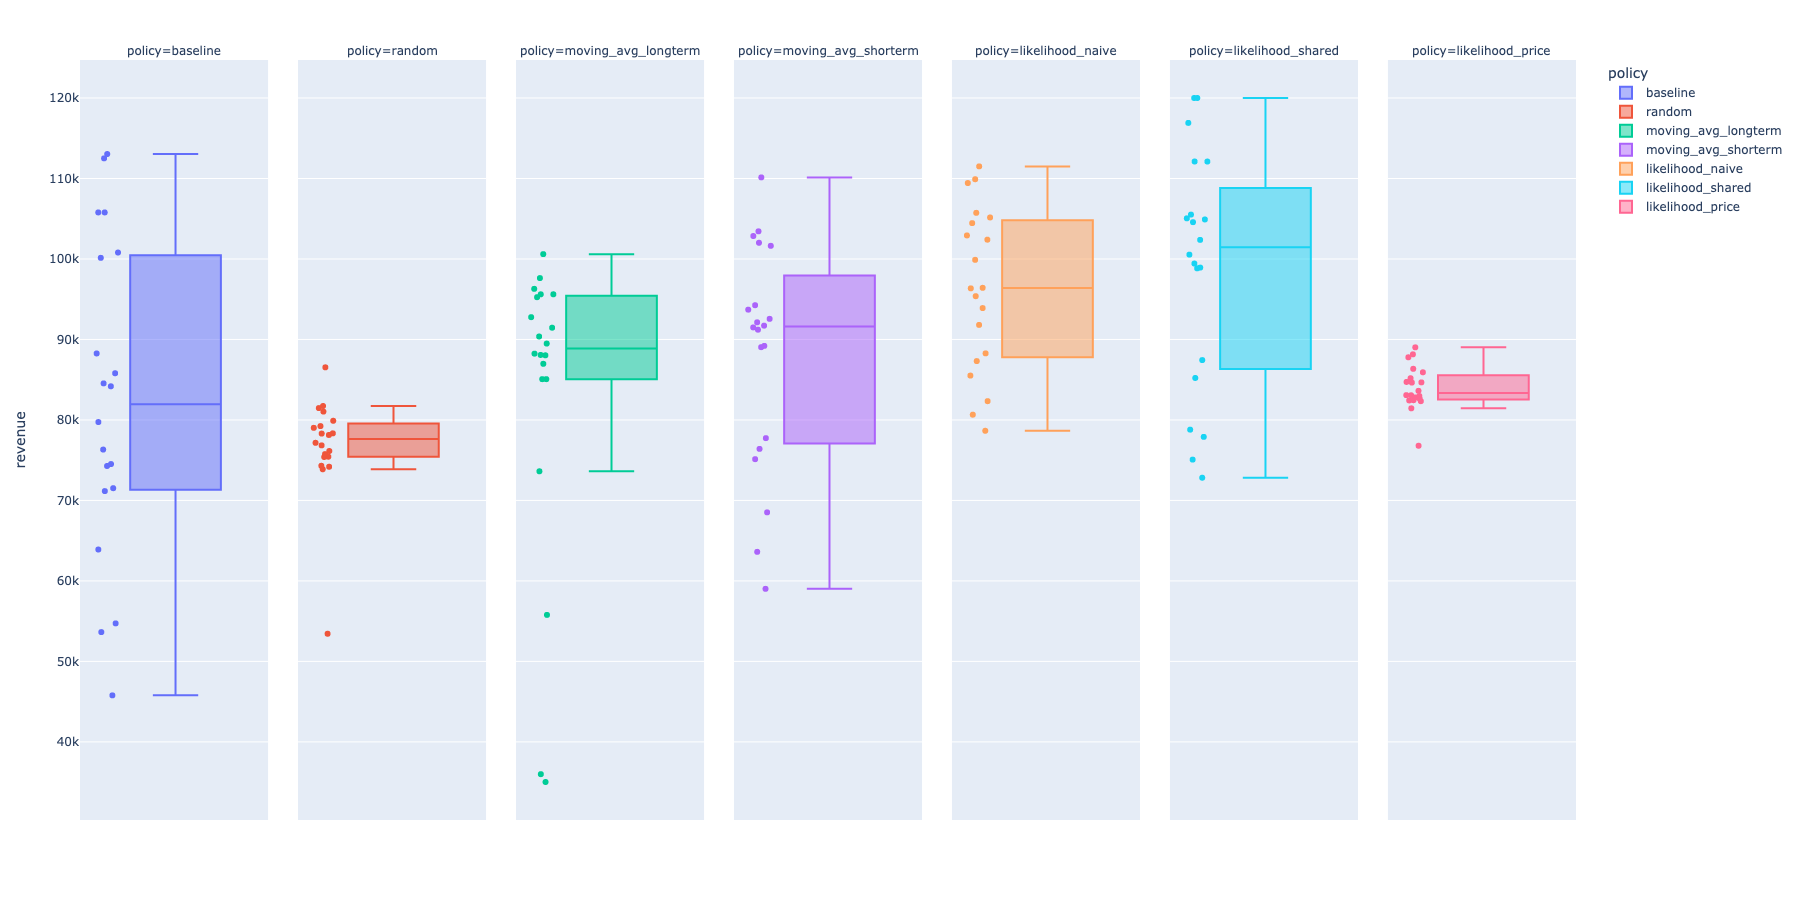 policy=baseline
policy=random
policy=moving_avg_longterm
policy=moving_avg_shorterm
policy=likelihood_naive
policy=likelihood_shared
policy=likelihood_price
120k
110k
100k
90k
80k
70k
60k
50k
40k
revenue
policy
baseline
random
moving_avg_longterm
moving_avg_shorterm
likelihood_naive
likelihood_shared
likelihood_price